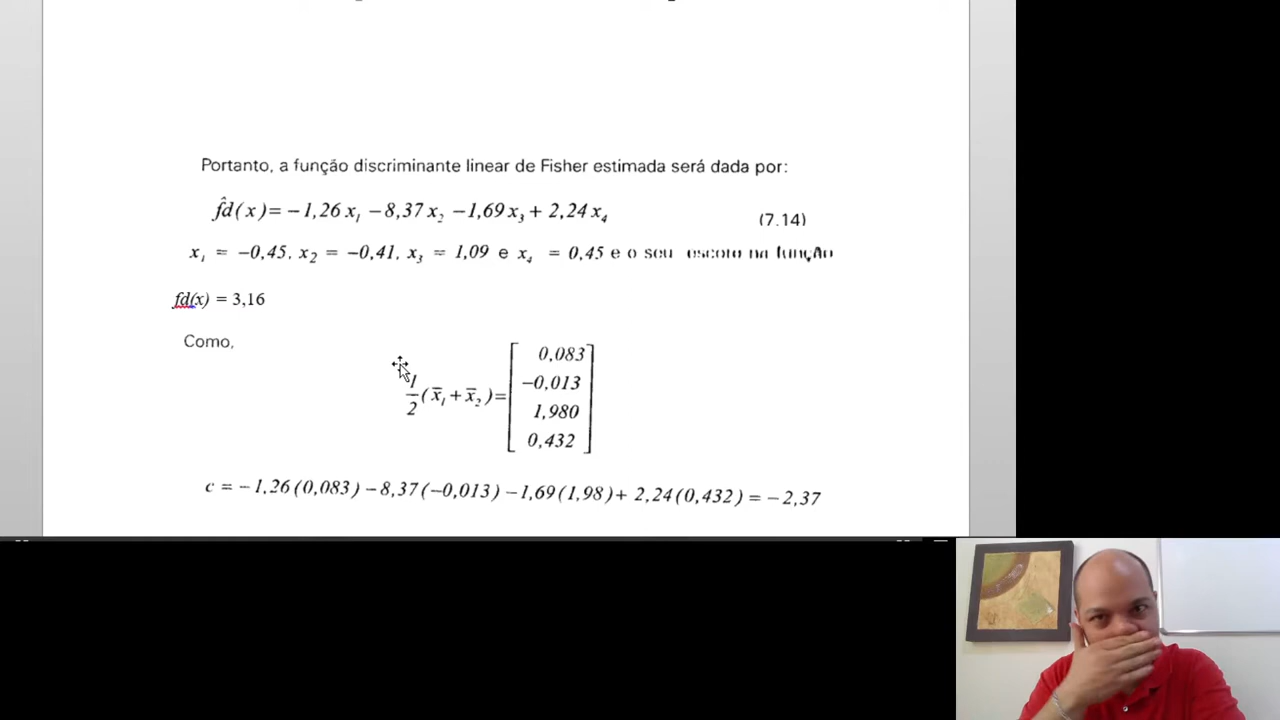 Portanto, a função discriminante linear de Fisher estimada será dada por:
f̂d(x)= −1,26 x₁ −8,37 x₂ −1,69 x₃ + 2,24 x₄ (7.14)
x₁ = −0,45, x₂ = −0,41, x₃ = 1,09 e x₄ = 0,45 e o seu escore na função
fd(x) = 3,16
Como,
1/2 (x̄₁ + x̄₂) = [0,083
−0,013
1,980
0,432]
c = −1,26(0,083) −8,37(−0,013) −1,69(1,98) + 2,24(0,432) = −2,37